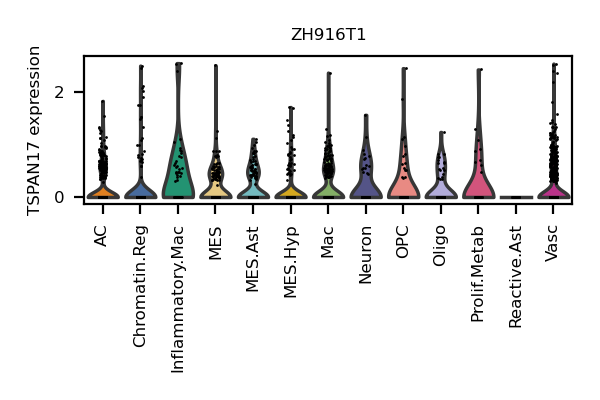 ZH916T1
TSPAN17 expression
2
0
AC
Chromatin.Reg
Inflammatory.Mac
MES
MES.Ast
MES.Hyp
Mac
Neuron
OPC
Oligo
Prolif.Metab
Reactive.Ast
Vasc